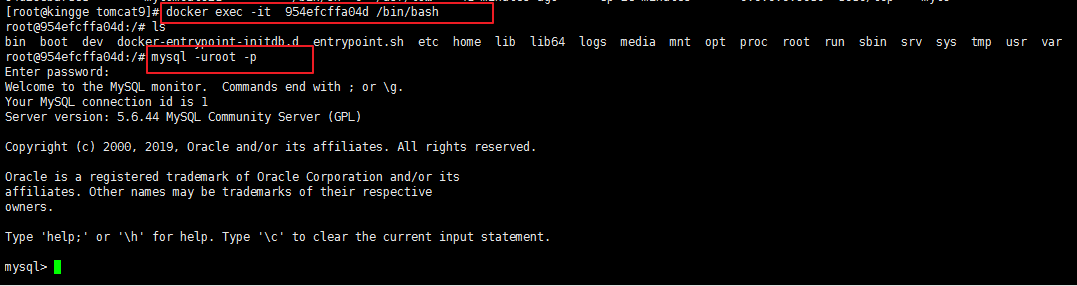 [root@kingge tomcat9]# docker exec -it  954efcffa04d /bin/bash
root@954efcffa04d:/# ls
bin  boot  dev  docker-entrypoint-initdb.d  entrypoint.sh  etc  home  lib  lib64  logs  media  mnt  opt  proc  root  run  sbin  srv  sys  tmp  usr  var
root@954efcffa04d:/# mysql -uroot -p
Enter password:
Welcome to the MySQL monitor.  Commands end with ; or \g.
Your MySQL connection id is 1
Server version: 5.6.44 MySQL Community Server (GPL)
Copyright (c) 2000, 2019, Oracle and/or its affiliates. All rights reserved.
Oracle is a registered trademark of Oracle Corporation and/or its
affiliates. Other names may be trademarks of their respective
owners.
Type 'help;' or '\h' for help. Type '\c' to clear the current input statement.
mysql>